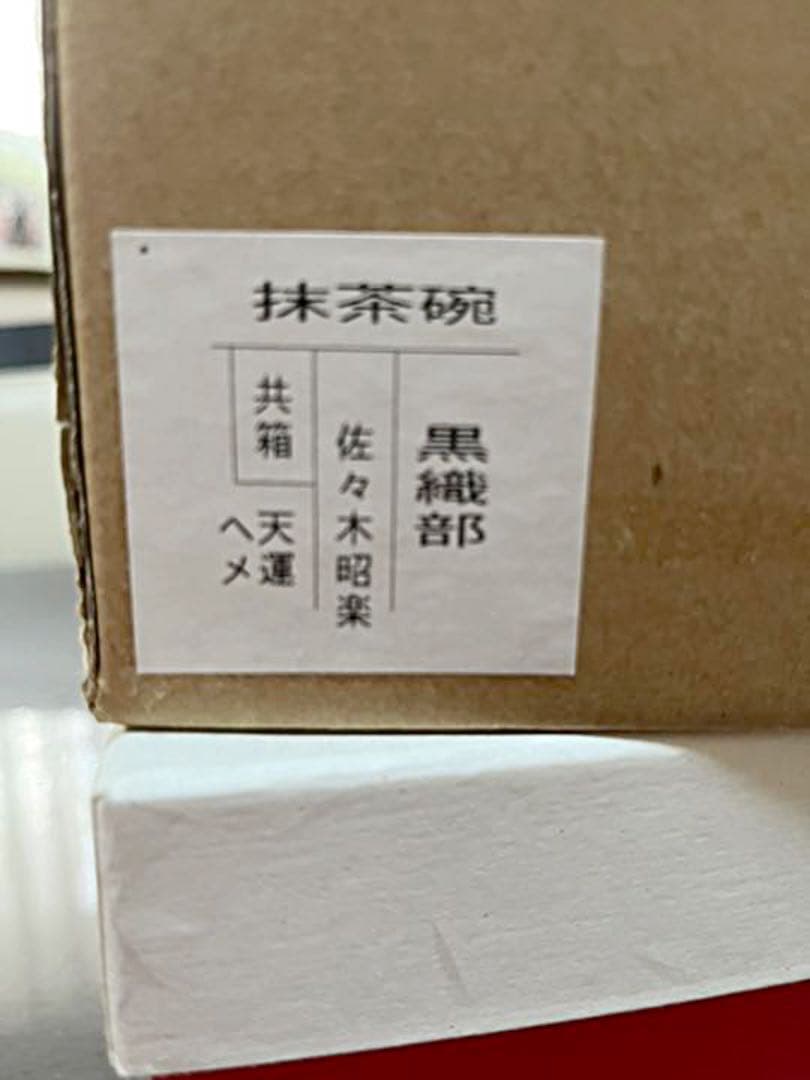 抹茶碗
黒織部
佐々木昭楽
共箱
天運
ヘメ